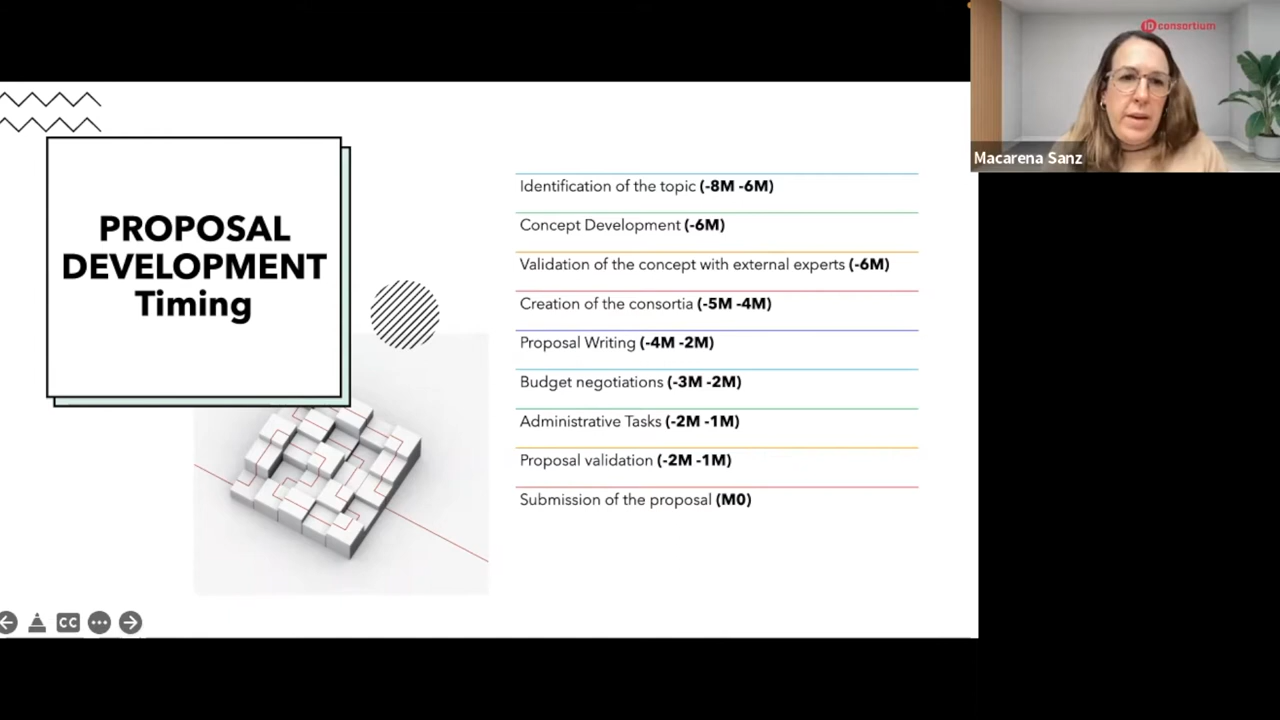 PROPOSAL
DEVELOPMENT
Timing
Identification of the topic (-8M -6M)
Concept Development (-6M)
Validation of the concept with external experts (-6M)
Creation of the consortia (-5M -4M)
Proposal Writing (-4M -2M)
Budget negotiations (-3M -2M)
Administrative Tasks (-2M -1M)
Proposal validation (-2M -1M)
Submission of the proposal (M0)
CC
iDconsortium
Macarena Sanz